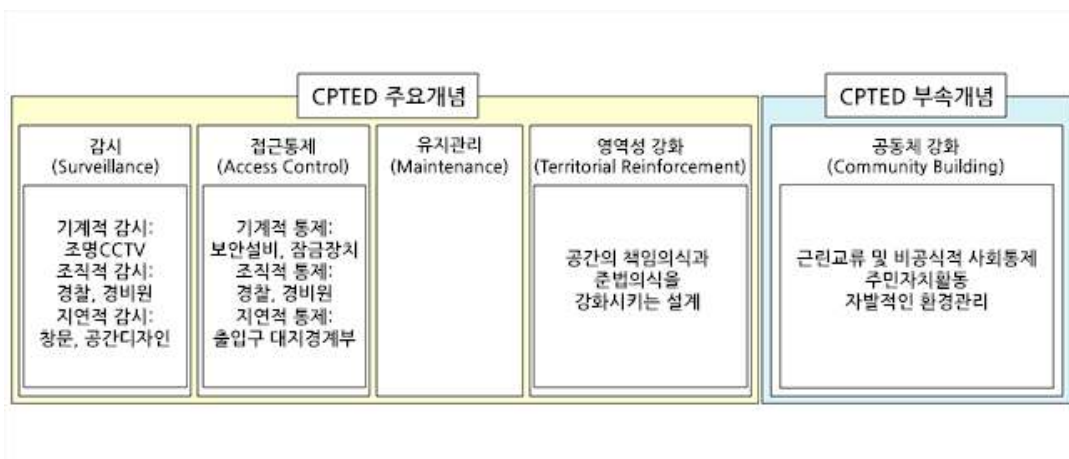 CPTED 주요개념
감시
(Surveillance)
기계적 감시:
조명CCTV
조직적 감시:
경찰, 경비원
지연적 감시:
창문, 공간디자인
접근통제
(Access Control)
기계적 통제:
보안설비, 잠금장치
조직적 통제:
경찰, 경비원
지연적 통제:
출입구 대지경계부
유지관리
(Maintenance)
영역성 강화
(Territorial Reinforcement)
공간의 책임의식과
준법의식을
강화시키는 설계
CPTED 부속개념
공동체 강화
(Community Building)
근린교류 및 비공식적 사회통제
주민자치활동
자발적인 환경관리